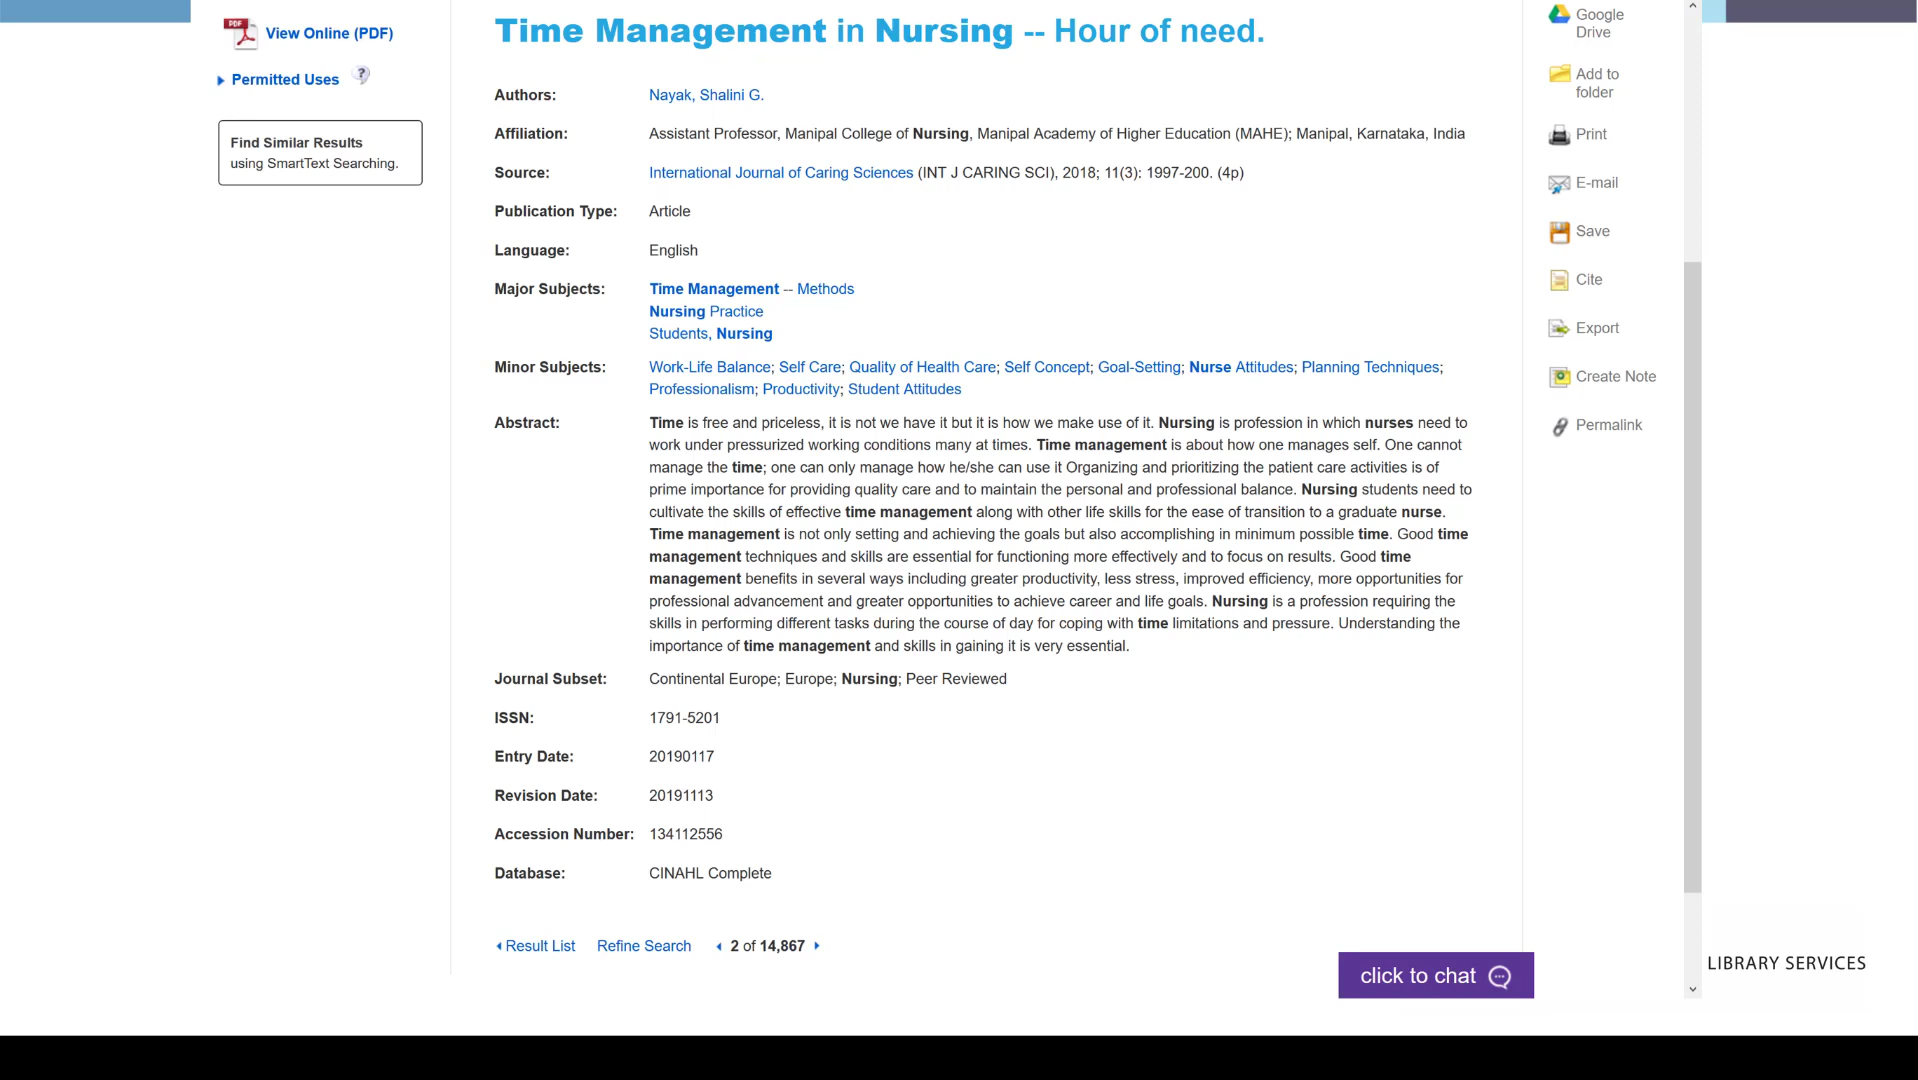 View Online (PDF)
Permitted Uses ?
Find Similar Results
using SmartText Searching.
Time Management in Nursing -- Hour of need.
Authors: Nayak, Shalini G.
Affiliation: Assistant Professor, Manipal College of Nursing, Manipal Academy of Higher Education (MAHE); Manipal, Karnataka, India
Source: International Journal of Caring Sciences (INT J CARING SCI), 2018; 11(3): 1997-200. (4p)
Publication Type: Article
Language: English
Major Subjects: Time Management -- Methods
Nursing Practice
Students, Nursing
Minor Subjects: Work-Life Balance; Self Care; Quality of Health Care; Self Concept; Goal-Setting; Nurse Attitudes; Planning Techniques;
Professionalism; Productivity; Student Attitudes
Abstract: Time is free and priceless, it is not we have it but it is how we make use of it. Nursing is profession in which nurses need to
work under pressurized working conditions many at times. Time management is about how one manages self. One cannot
manage the time; one can only manage how he/she can use it Organizing and prioritizing the patient care activities is of
prime importance for providing quality care and to maintain the personal and professional balance. Nursing students need to
cultivate the skills of effective time management along with other life skills for the ease of transition to a graduate nurse.
Time management is not only setting and achieving the goals but also accomplishing in minimum possible time. Good time
management techniques and skills are essential for functioning more effectively and to focus on results. Good time
management benefits in several ways including greater productivity, less stress, improved efficiency, more opportunities for
professional advancement and greater opportunities to achieve career and life goals. Nursing is a profession requiring the
skills in performing different tasks during the course of day for coping with time limitations and pressure. Understanding the
importance of time management and skills in gaining it is very essential.
Journal Subset: Continental Europe; Europe; Nursing; Peer Reviewed
ISSN: 1791-5201
Entry Date: 20190117
Revision Date: 20191113
Accession Number: 134112556
Database: CINAHL Complete
Result List Refine Search 2 of 14,867
Google
Drive
Add to
folder
Print
E-mail
Save
Cite
Export
Create Note
Permalink
click to chat
LIBRARY SERVICES